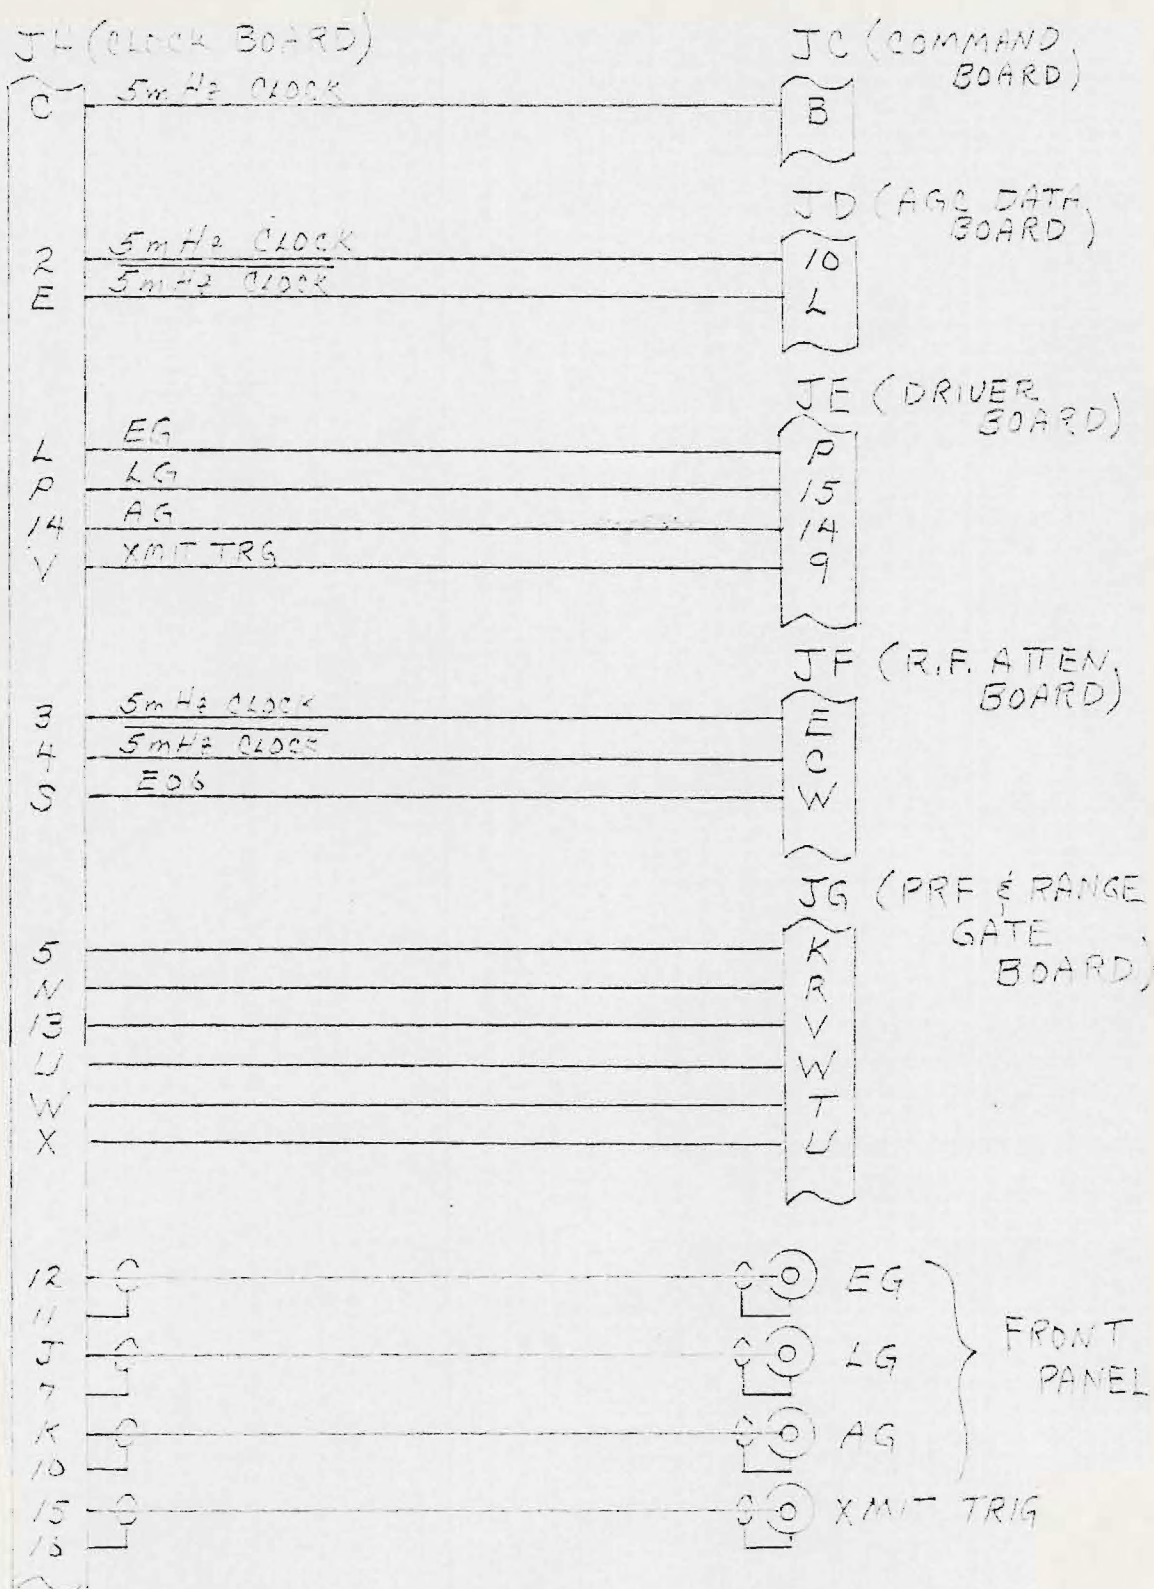 JH (CLOCK BOARD)
JC (COMMAND
BOARD)
C 5mHz CLOCK B
JD (AGC DATA
BOARD)
2 5mHz CLOCK 10
E 5mHz CLOCK L
JE (DRIVER
BOARD)
L EG P
P LG 15
14 AG 14
V XMIT TRG 9
JF (R.F. ATTEN.
BOARD)
3 5mHz CLOCK E
4 5mHz CLOCK C
S EOG W
JG (PRF & RANGE
GATE
BOARD)
5 K
N R
13 V
U W
W T
X U
12 EG
11
J LG
7
FRONT
PANEL
K AG
10
15 XMIT TRIG